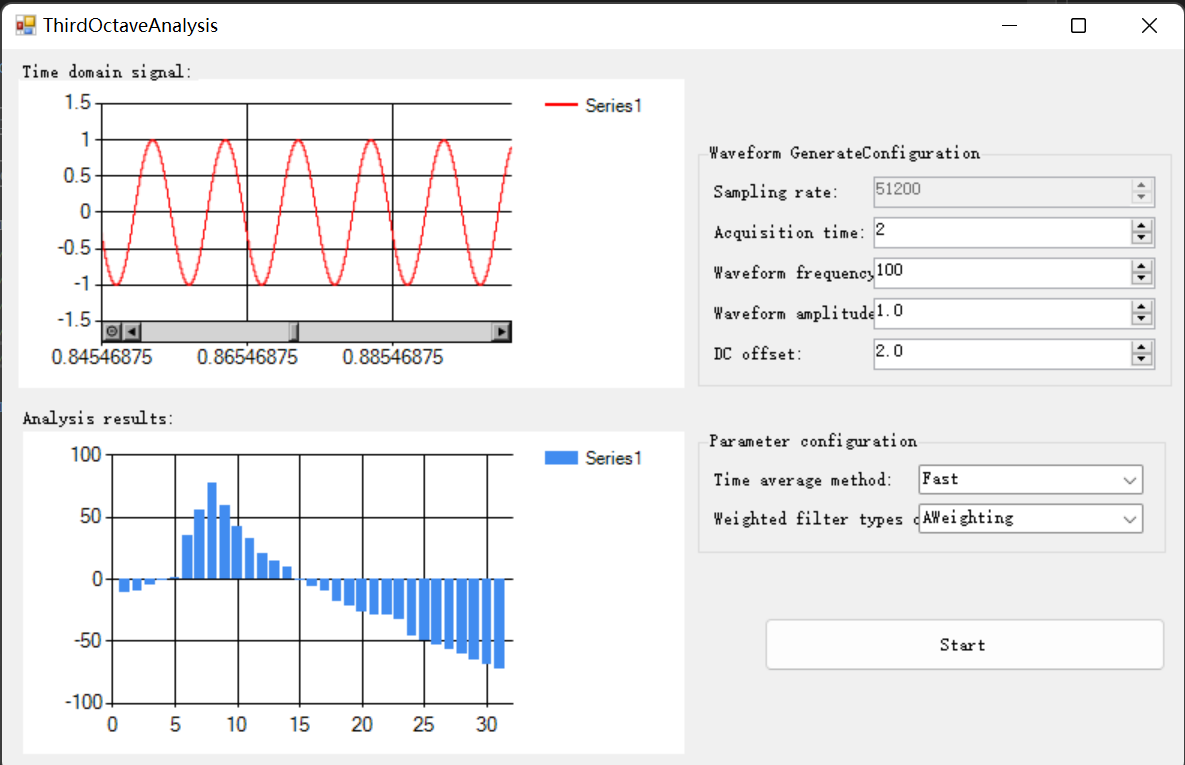 ThirdOctaveAnalysis
Time domain signal:
1.5
1
0.5
0
-0.5
-1
-1.5
0.84546875 0.86546875 0.88546875
Series1
Waveform GenerateConfiguration
Sampling rate: 51200
Acquisition time: 2
Waveform frequency 100
Waveform amplitude 1.0
DC offset: 2.0
Analysis results:
100
50
0
-50
-100
0 5 10 15 20 25 30
Series1
Parameter configuration
Time average method: Fast
Weighted filter types AWeighting
Start